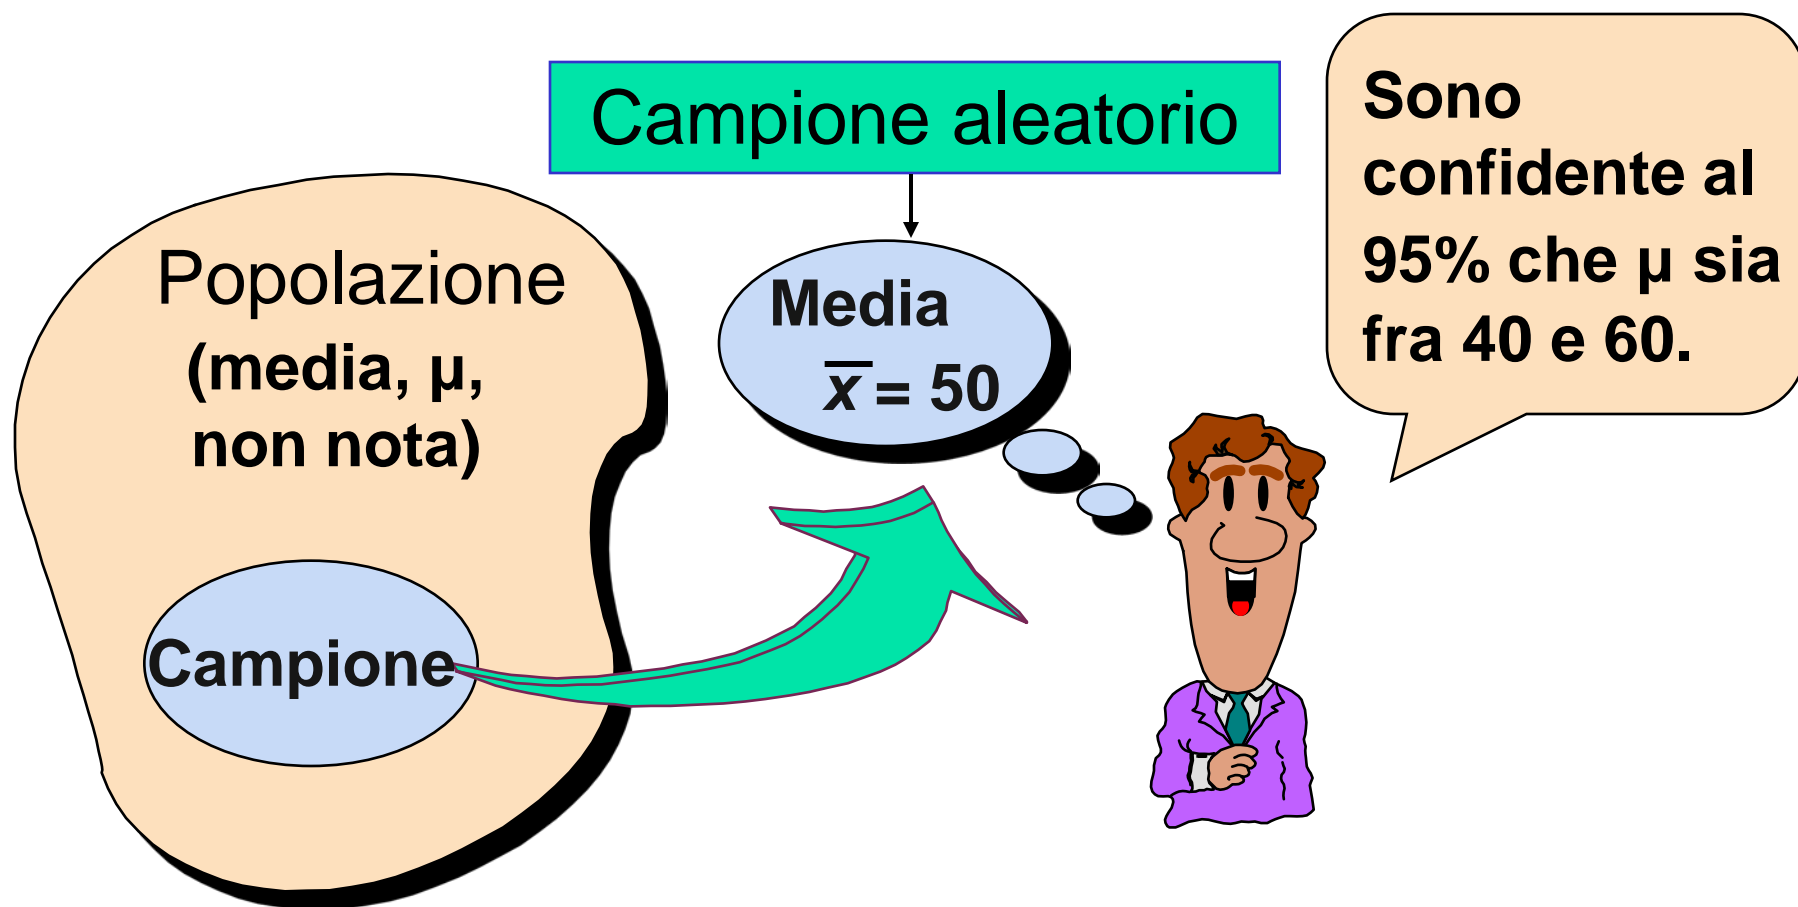 Campione aleatorio
Popolazione
(media, μ,
non nota)
Campione
Media
x̅ = 50
Sono
confidente al
95% che μ sia
fra 40 e 60.